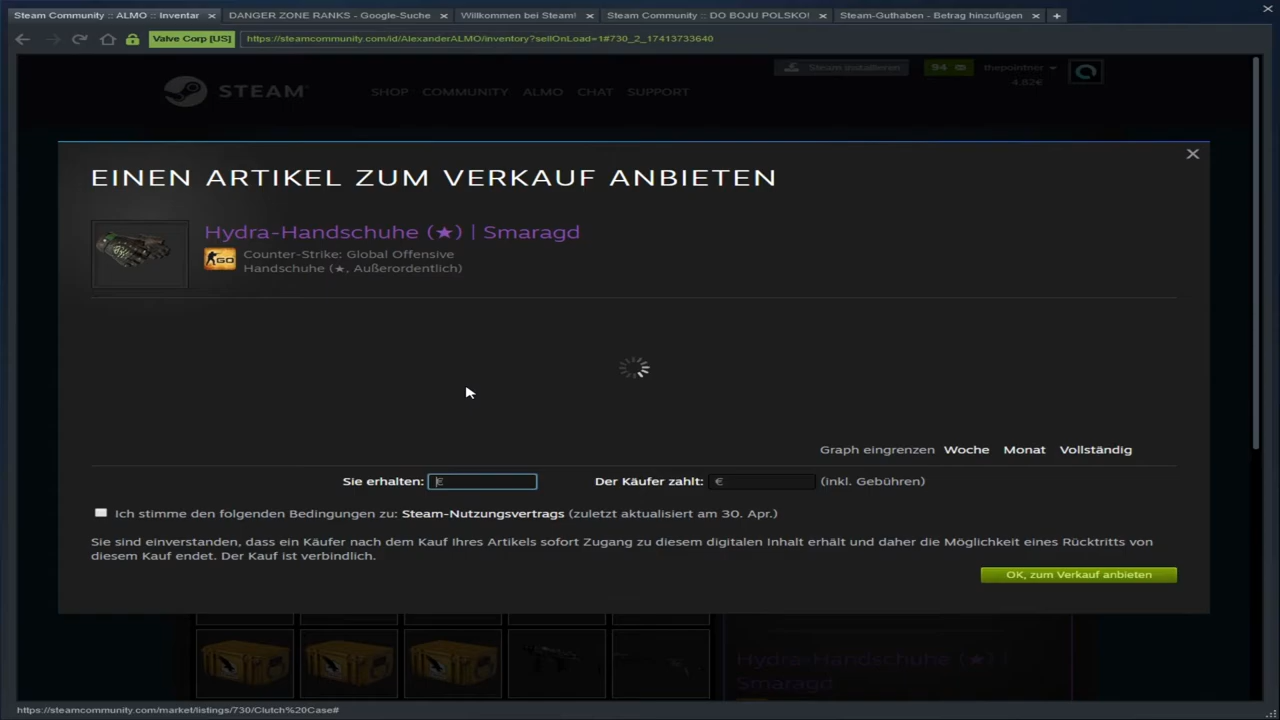 Steam Community :: ALMO :: Inventar
DANGER ZONE RANKS - Google-Suche
Willkommen bei Steam!
Steam Community :: DO BOJU POLSKO!
Steam-Guthaben - Betrag hinzufügen
Valve Corp [US]
https://steamcommunity.com/id/AlexanderALMO/inventory?sellOnLoad=1#730_2_17413733640
STEAM
SHOP COMMUNITY ALMO CHAT SUPPORT
Steam installieren
94
thepointner
4,82€
EINEN ARTIKEL ZUM VERKAUF ANBIETEN
Hydra-Handschuhe (★) | Smaragd
GO
Counter-Strike: Global Offensive
Handschuhe (★, Außerordentlich)
Graph eingrenzen Woche Monat Vollständig
Sie erhalten: € Der Käufer zahlt: € (inkl. Gebühren)
Ich stimme den folgenden Bedingungen zu: Steam-Nutzungsvertrags (zuletzt aktualisiert am 30. Apr.)
Sie sind einverstanden, dass ein Käufer nach dem Kauf Ihres Artikels sofort Zugang zu diesem digitalen Inhalt erhält und daher die Möglichkeit eines Rücktritts von
diesem Kauf endet. Der Kauf ist verbindlich.
OK, zum Verkauf anbieten
Hydra-Handschuhe (★) |
Smaragd
https://steamcommunity.com/market/listings/730/Clutch%20Case#